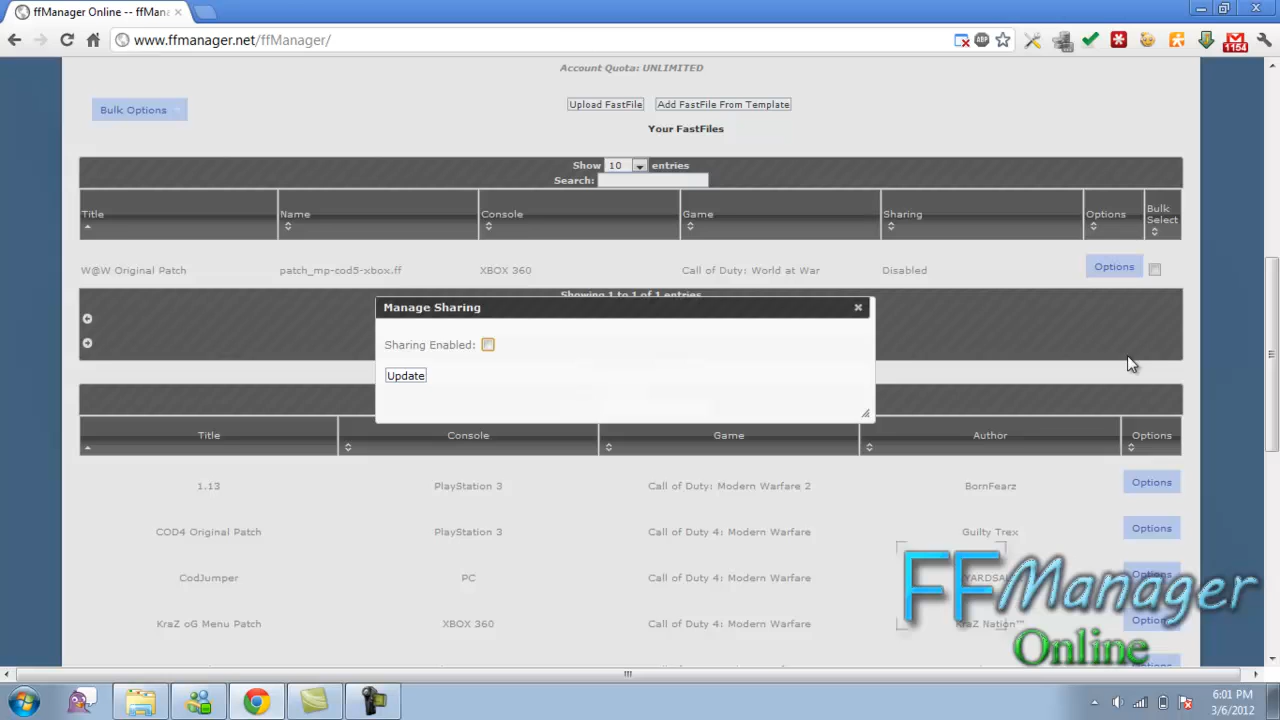 ffManager Online -- ffMan
www.ffmanager.net/ffManager/
1154
Account Quota: UNLIMITED
Bulk Options
Upload FastFile
Add FastFile From Template
Your FastFiles
Show 10 entries
Search:
Title
Name
Console
Game
Sharing
Options
Bulk Select
W@W Original Patch
patch_mp-cod5-xbox.ff
XBOX 360
Call of Duty: World at War
Disabled
Options
Showing 1 to 1 of 1 entries
Manage Sharing
Sharing Enabled:
Update
Title
Console
Game
Author
Options
1.13
PlayStation 3
Call of Duty: Modern Warfare 2
BornFearz
Options
COD4 Original Patch
PlayStation 3
Call of Duty 4: Modern Warfare
Guilty Trex
Options
CodJumper
PC
Call of Duty 4: Modern Warfare
Options
KraZ oG Menu Patch
XBOX 360
Call of Duty 4: Modern Warfare
KraZ Nation™
Options
Options
FFManager
Online
6:01 PM
3/6/2012